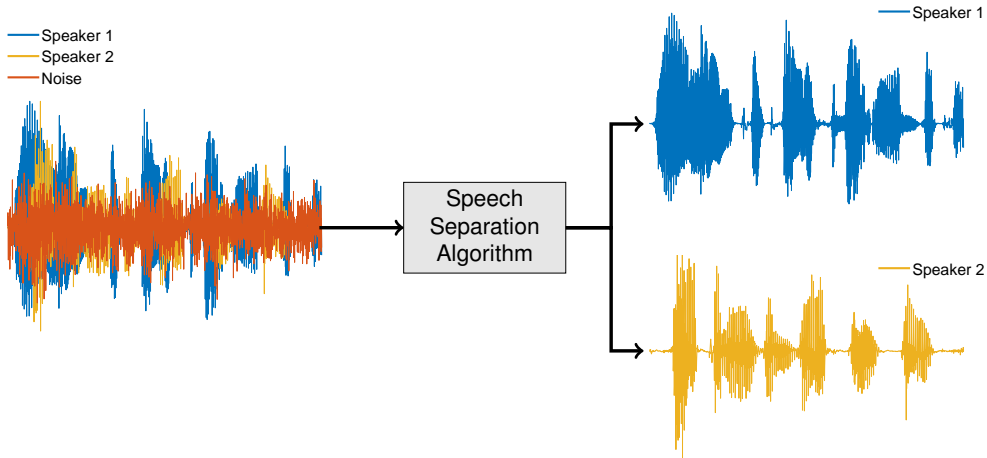 Speaker 1
Speaker 2
Noise
Speech
Separation
Algorithm
Speaker 1
Speaker 2